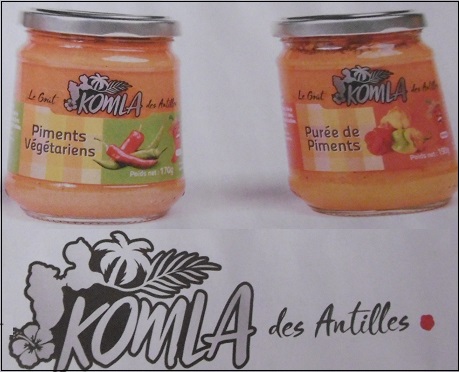 Le Goût KOMLA des Antilles
Piments
Végétariens
Poids net : 170g
Le Goût KOMLA des Antilles
Purée de
Piments
KOMLA des Antilles